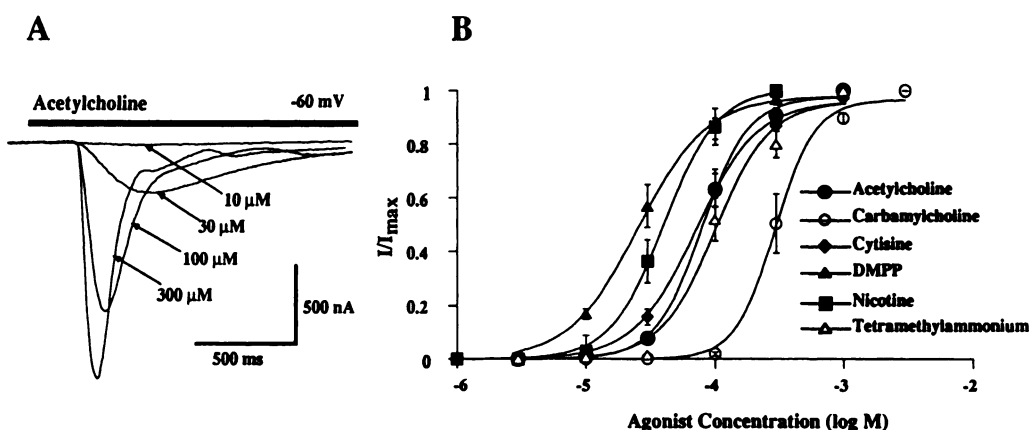 A
Acetylcholine -60 mV
10 µM
30 µM
100 µM
300 µM
500 nA
500 ms
B
I/Imax
1
0.8
0.6
0.4
0.2
0
-6 -5 -4 -3 -2
Agonist Concentration (log M)
Acetylcholine
Carbamylcholine
Cytisine
DMPP
Nicotine
Tetramethylammonium